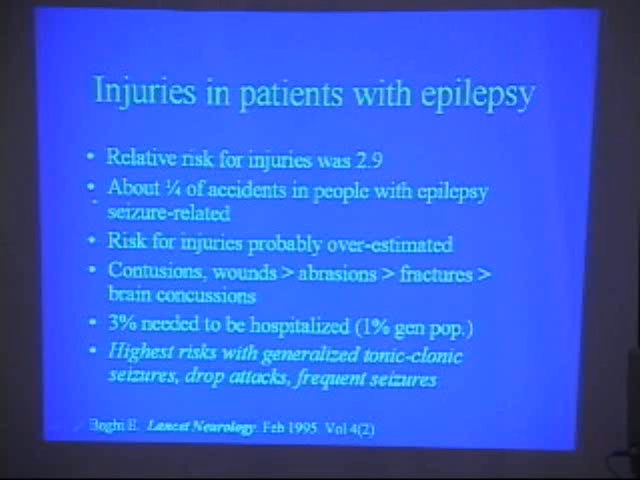 Injuries in patients with epilepsy
• Relative risk for injuries was 2.9
• About ¼ of accidents in people with epilepsy
seizure-related
• Risk for injuries probably over-estimated
• Contusions, wounds > abrasions > fractures >
brain concussions
• 3% needed to be hospitalized (1% gen pop.)
• Highest risks with generalized tonic-clonic
seizures, drop attacks, frequent seizures
Beghi E. Lancet Neurology. Feb 1995. Vol 4(2)